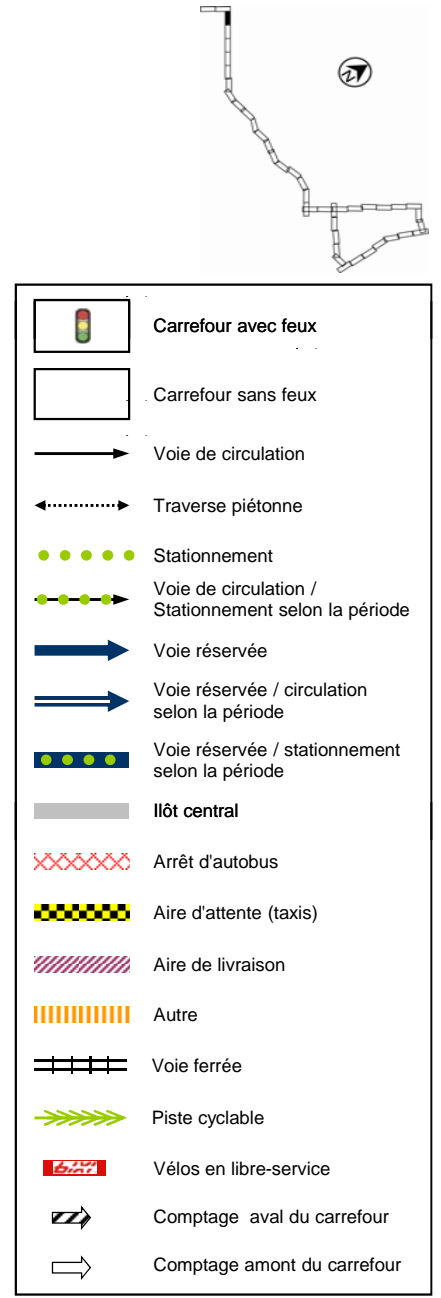 N
Carrefour avec feux
Carrefour sans feux
Voie de circulation
Traverse piétonne
Stationnement
Voie de circulation /
Stationnement selon la période
Voie réservée
Voie réservée / circulation
selon la période
Voie réservée / stationnement
selon la période
Ilôt central
Arrêt d'autobus
Aire d'attente (taxis)
Aire de livraison
Autre
Voie ferrée
Piste cyclable
Vélos en libre-service
Comptage aval du carrefour
Comptage amont du carrefour